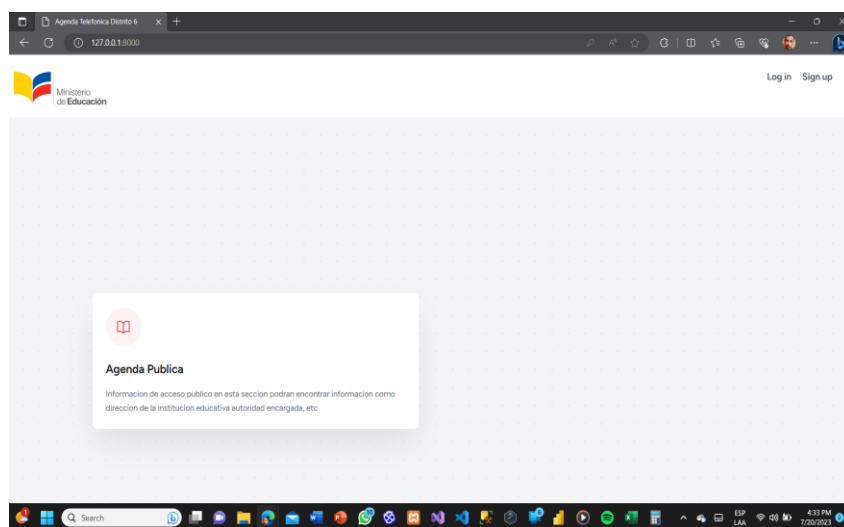 Agenda Telefonica Distrito 6
127.0.0.1:8000
Log in Sign up
Ministerio
de Educación
Agenda Publica
Informacion de acceso publico en esta seccion podran encontrar informacion como
direccion de la institucion educativa autoridad encargada, etc
Search
ESP
LAA
4:33 PM
7/20/2023